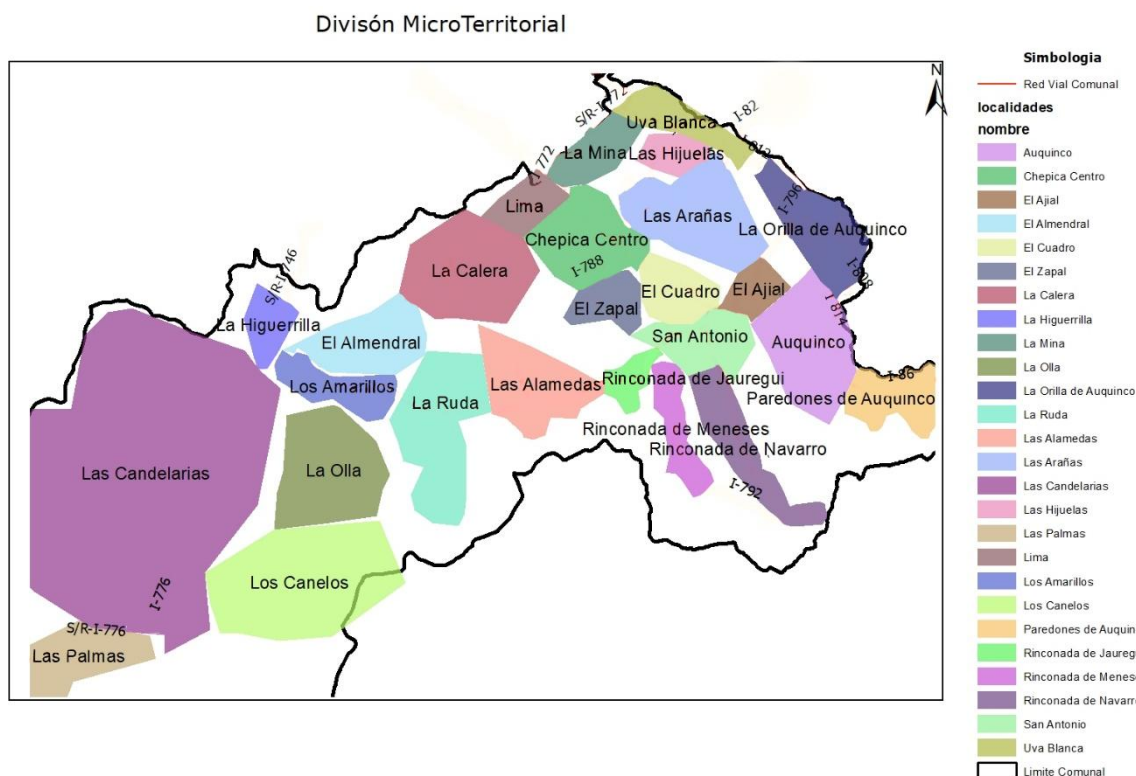 Divisón MicroTerritorial
N
S/R-I-772
I-82
Uva Blanca
I-812
La Mina
Las Hijuelas
I-772
I-796
Lima
Las Arañas
La Orilla de Auquinco
Chepica Centro
S/R-I-746
La Calera
I-788
I-808
El Cuadro
El Ajial
El Zapal
I-814
La Higuerrilla
San Antonio
El Almendral
Auquinco
I-86
Rinconada de Jauregui
Los Amarillos
Las Alamedas
Paredones de Auquinco
La Ruda
Rinconada de Meneses
Rinconada de Navarro
Las Candelarias
La Olla
I-792
Los Canelos
I-776
S/R-I-776
Las Palmas
Simbologia
Red Vial Comunal
localidades
nombre
Auquinco
Chepica Centro
El Ajial
El Almendral
El Cuadro
El Zapal
La Calera
La Higuerrilla
La Mina
La Olla
La Orilla de Auquinco
La Ruda
Las Alamedas
Las Arañas
Las Candelarias
Las Hijuelas
Las Palmas
Lima
Los Amarillos
Los Canelos
Paredones de Auquin
Rinconada de Jaureg
Rinconada de Menes
Rinconada de Navarr
San Antonio
Uva Blanca
Limite Comunal